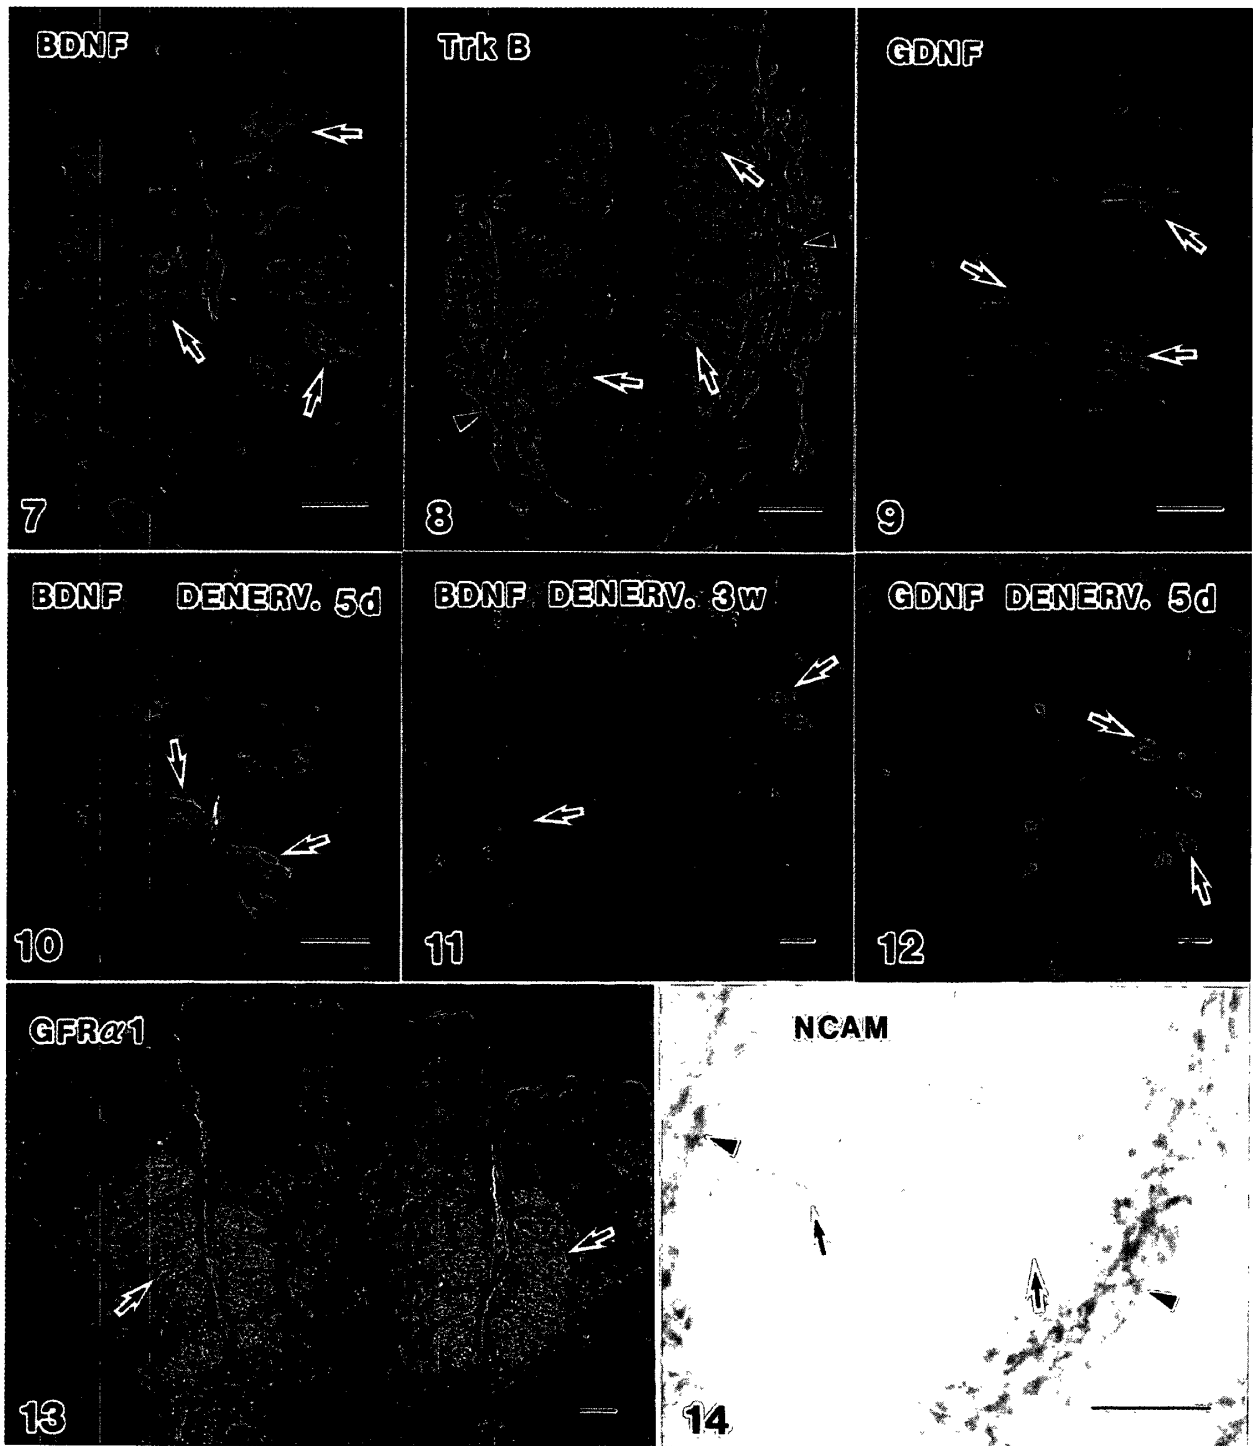 BDNF
7
Trk B
8
GDNF
9
BDNF DENERV. 5d
10
BDNF DENERV. 3w
11
GDNF DENERV. 5d
12
GFRα1
13
NCAM
14